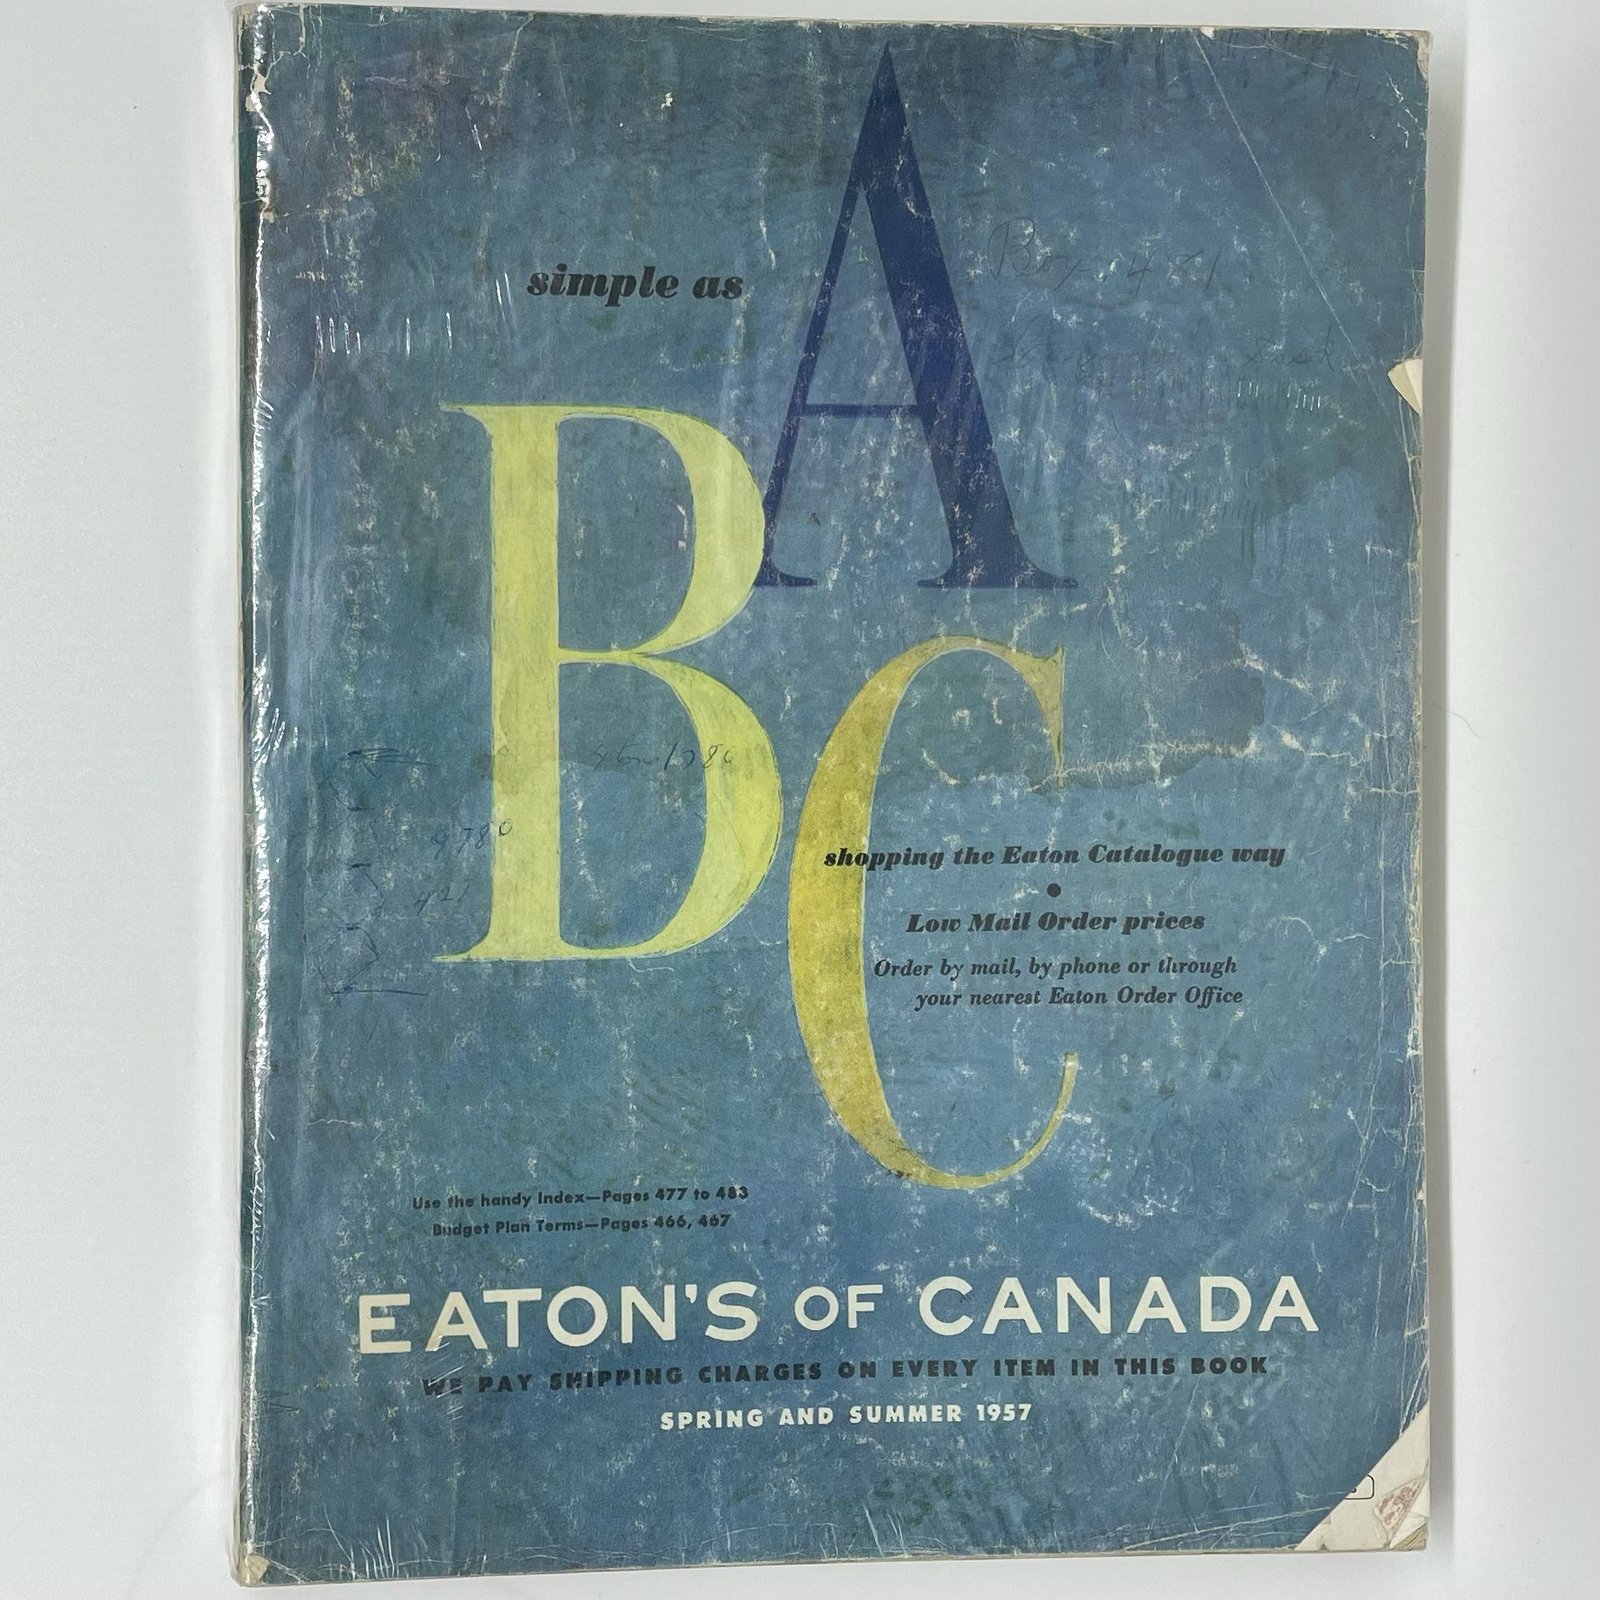 simple as
A
B
C
shopping the Eaton Catalogue way
Low Mail Order prices
Order by mail, by phone or through
your nearest Eaton Order Office
Use the handy Index—Pages 477 to 483
Budget Plan Terms—Pages 466, 467
EATON'S OF CANADA
WE PAY SHIPPING CHARGES ON EVERY ITEM IN THIS BOOK
SPRING AND SUMMER 1957